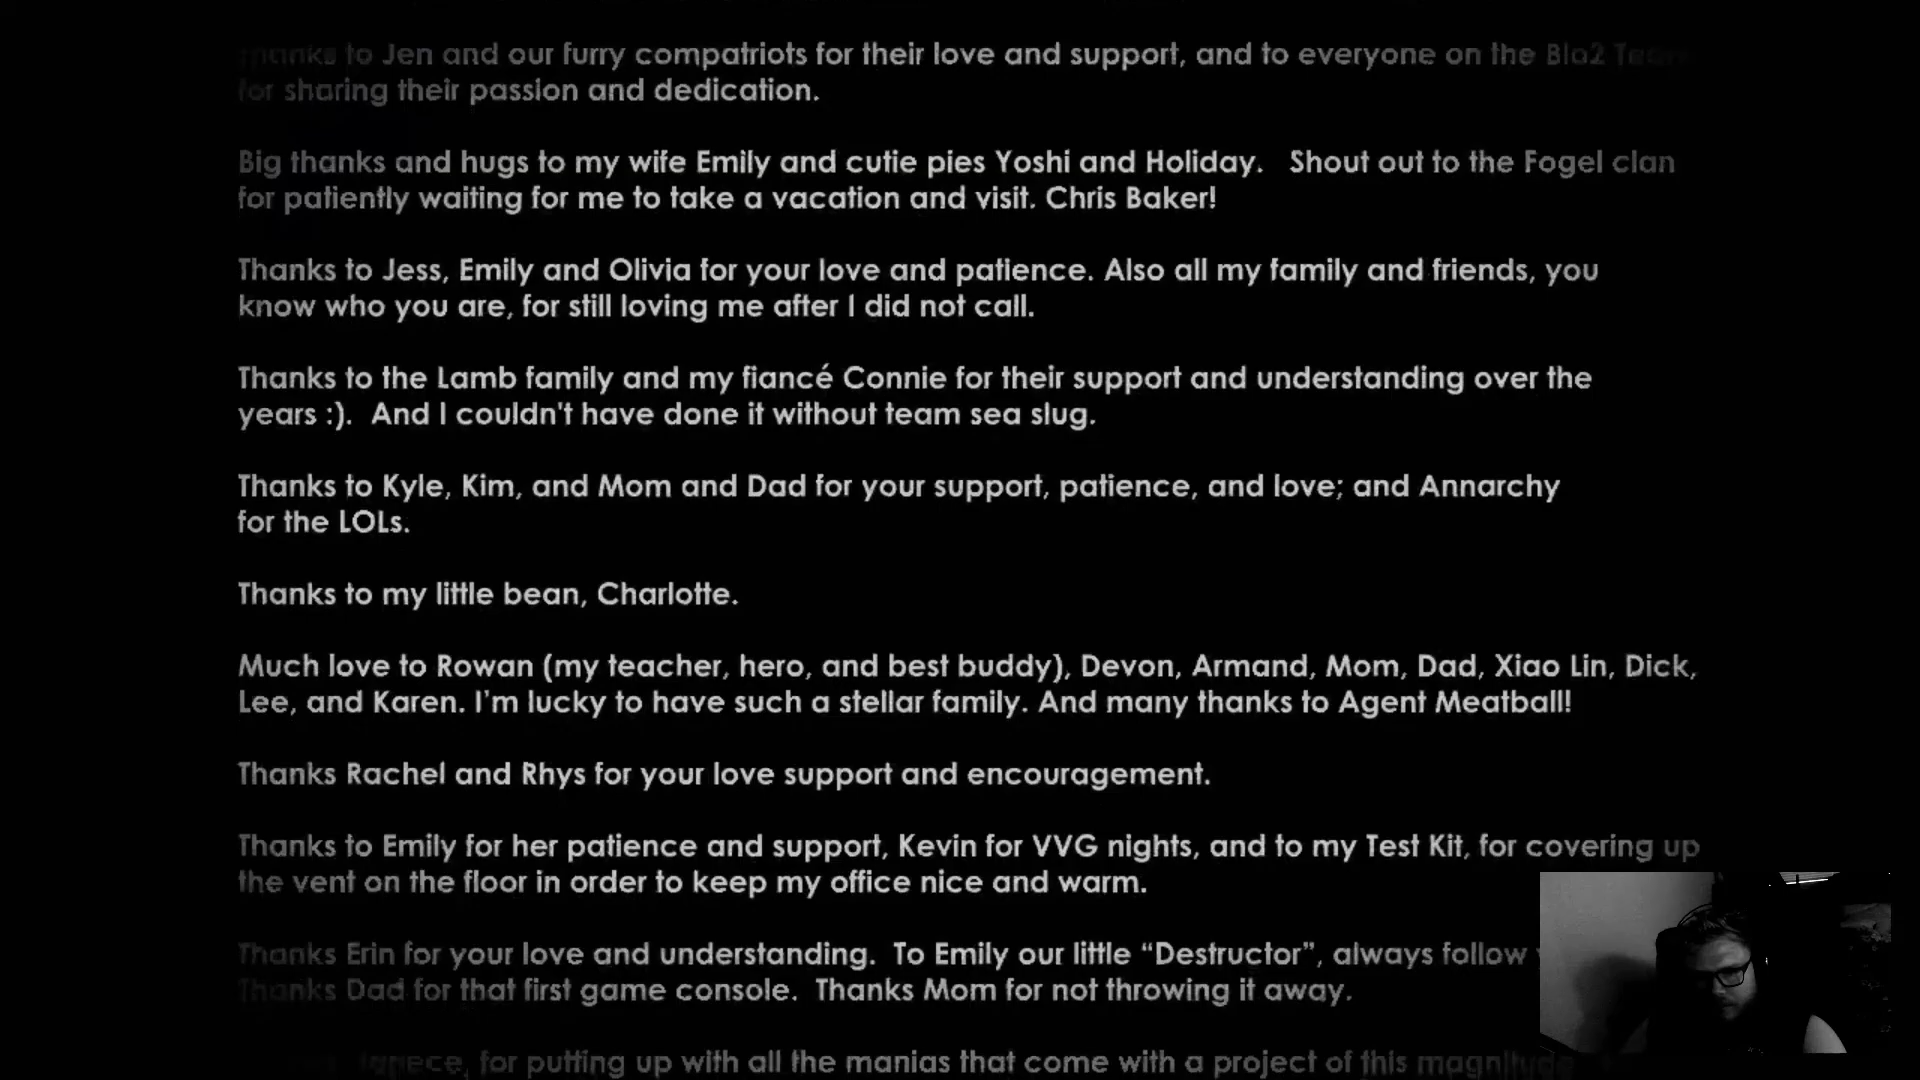 Thanks to Jen and our furry compatriots for their love and support, and to everyone on the Bla2 Team
for sharing their passion and dedication.
Big thanks and hugs to my wife Emily and cutie pies Yoshi and Holiday. Shout out to the Fogel clan
for patiently waiting for me to take a vacation and visit. Chris Baker!
Thanks to Jess, Emily and Olivia for your love and patience. Also all my family and friends, you
know who you are, for still loving me after I did not call.
Thanks to the Lamb family and my fiancé Connie for their support and understanding over the
years :). And I couldn't have done it without team sea slug.
Thanks to Kyle, Kim, and Mom and Dad for your support, patience, and love; and Annarchy
for the LOLs.
Thanks to my little bean, Charlotte.
Much love to Rowan (my teacher, hero, and best buddy), Devon, Armand, Mom, Dad, Xiao Lin, Dick,
Lee, and Karen. I'm lucky to have such a stellar family. And many thanks to Agent Meatball!
Thanks Rachel and Rhys for your love support and encouragement.
Thanks to Emily for her patience and support, Kevin for VVG nights, and to my Test Kit, for covering up
the vent on the floor in order to keep my office nice and warm.
Thanks Erin for your love and understanding. To Emily our little “Destructor”, always follow
Thanks Dad for that first game console. Thanks Mom for not throwing it away.
for putting up with all the manias that come with a project of this magnitude